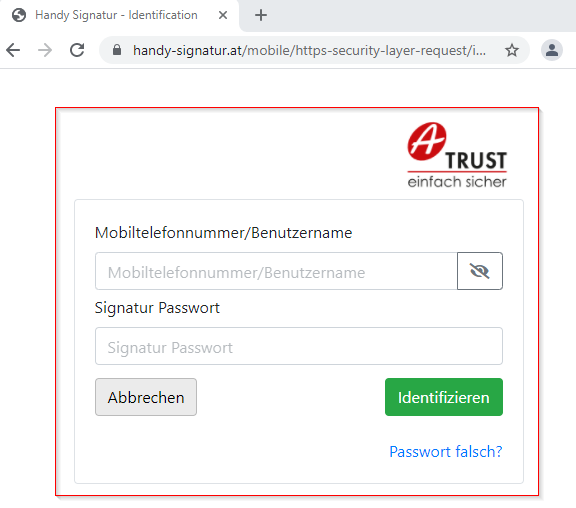 Handy Signatur - Identification
handy-signatur.at/mobile/https-security-layer-request/i...
A TRUST
einfach sicher
Mobiltelefonnummer/Benutzername
Mobiltelefonnummer/Benutzername
Signatur Passwort
Signatur Passwort
Abbrechen Identifizieren
Passwort falsch?